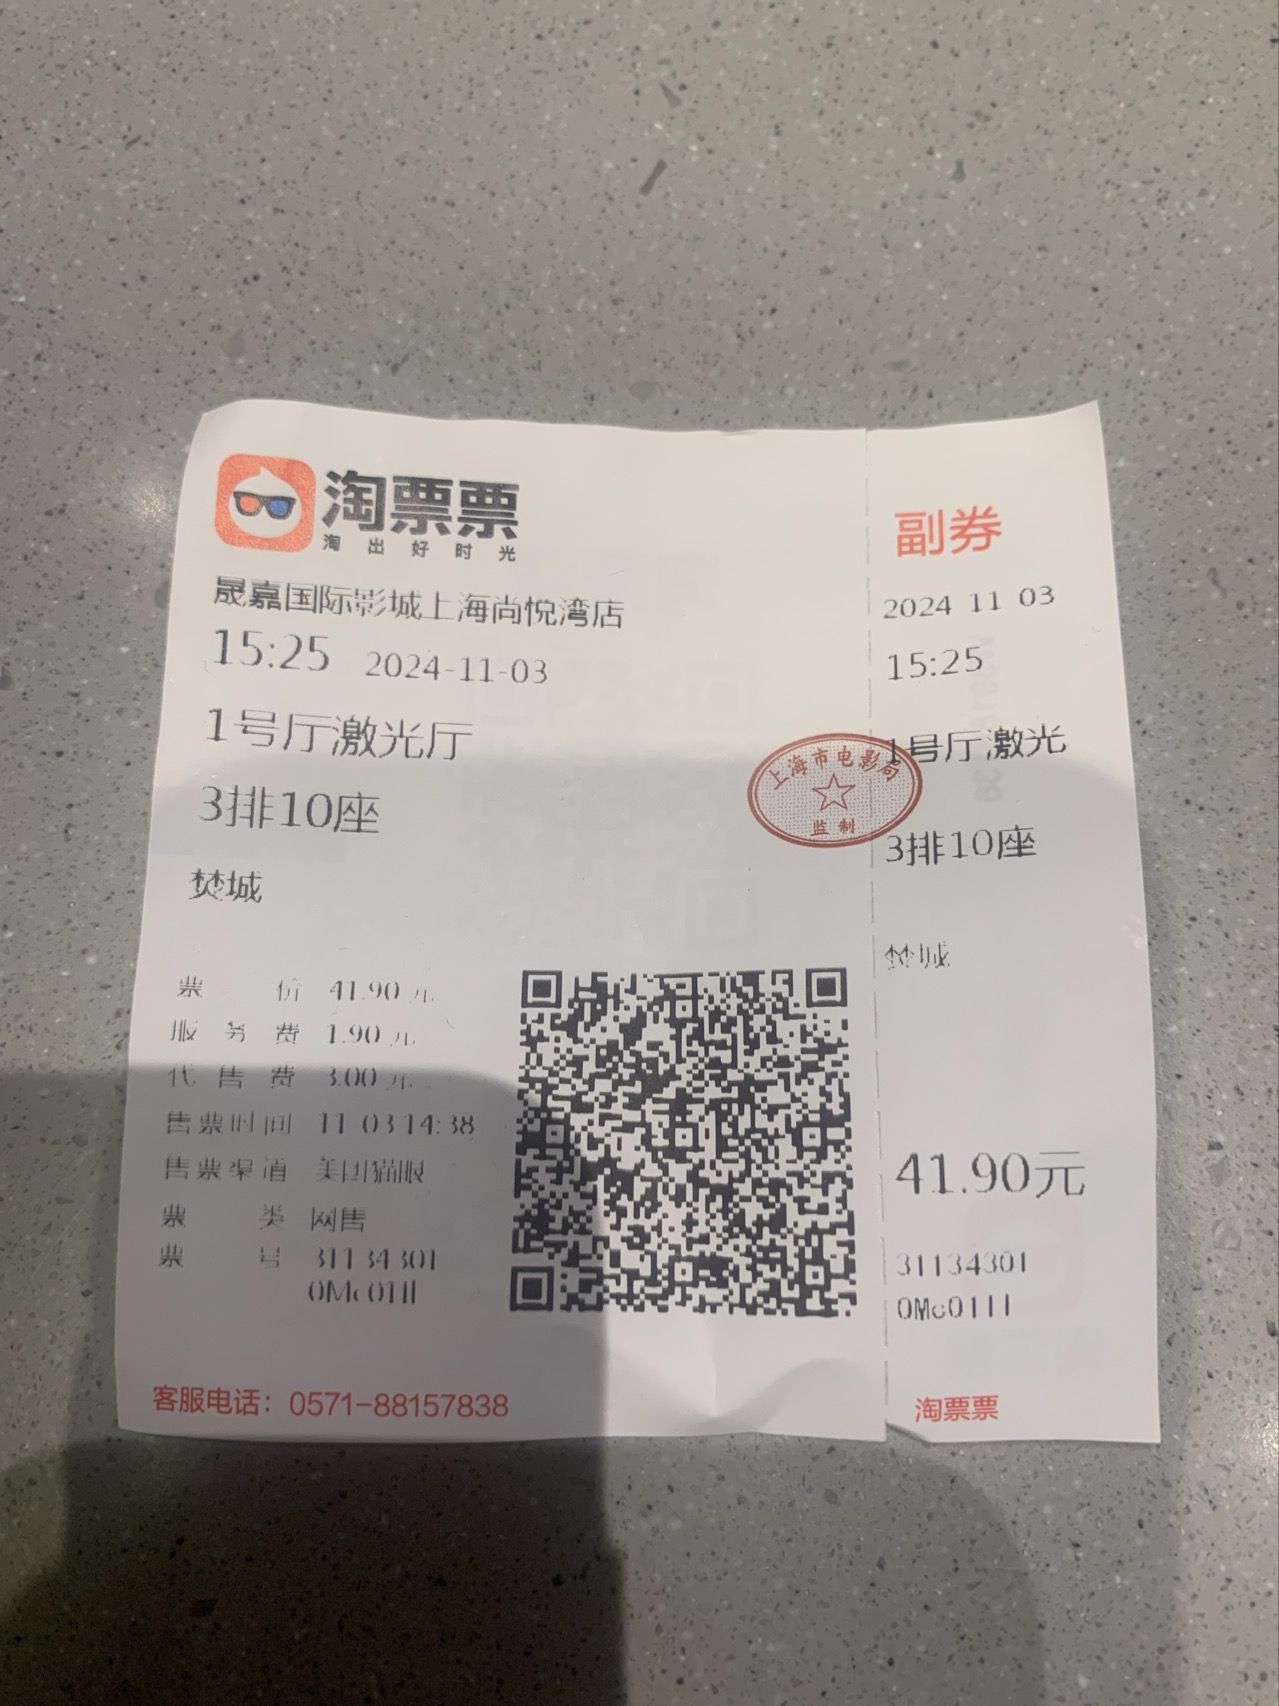 淘票票
淘出好时光
晟嘉国际影城上海尚悦湾店
15:25 2024-11-03
1号厅激光厅
3排10座
焚城
票价 41.90元
服务费 1.90元
代售费 3.00元
售票时间 11 03 14:38
售票渠道 美团猫眼
票类 网售
票号 31134301
客服电话：0571-88157838
上海市电影局
监制
副券
2024 11 03
15:25
1号厅激光
3排10座
焚城
41.90元
31134301
淘票票